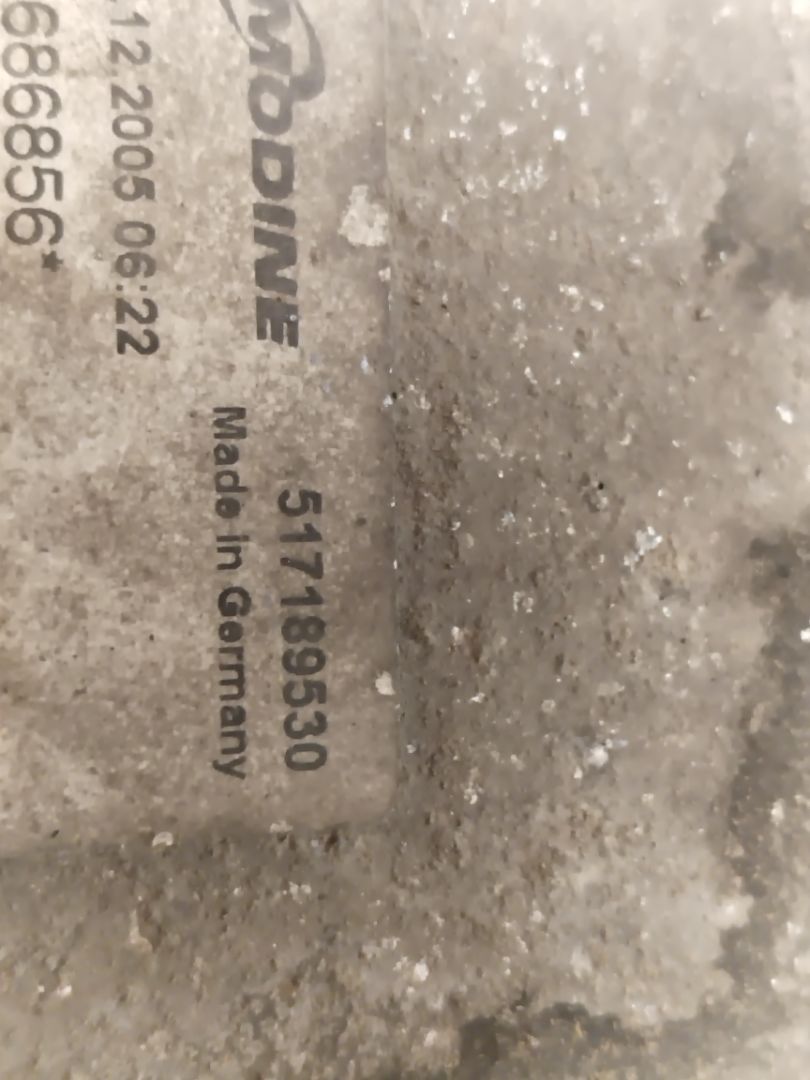 MODINE
517189530
Made in Germany
.12.2005 06:22
686856*